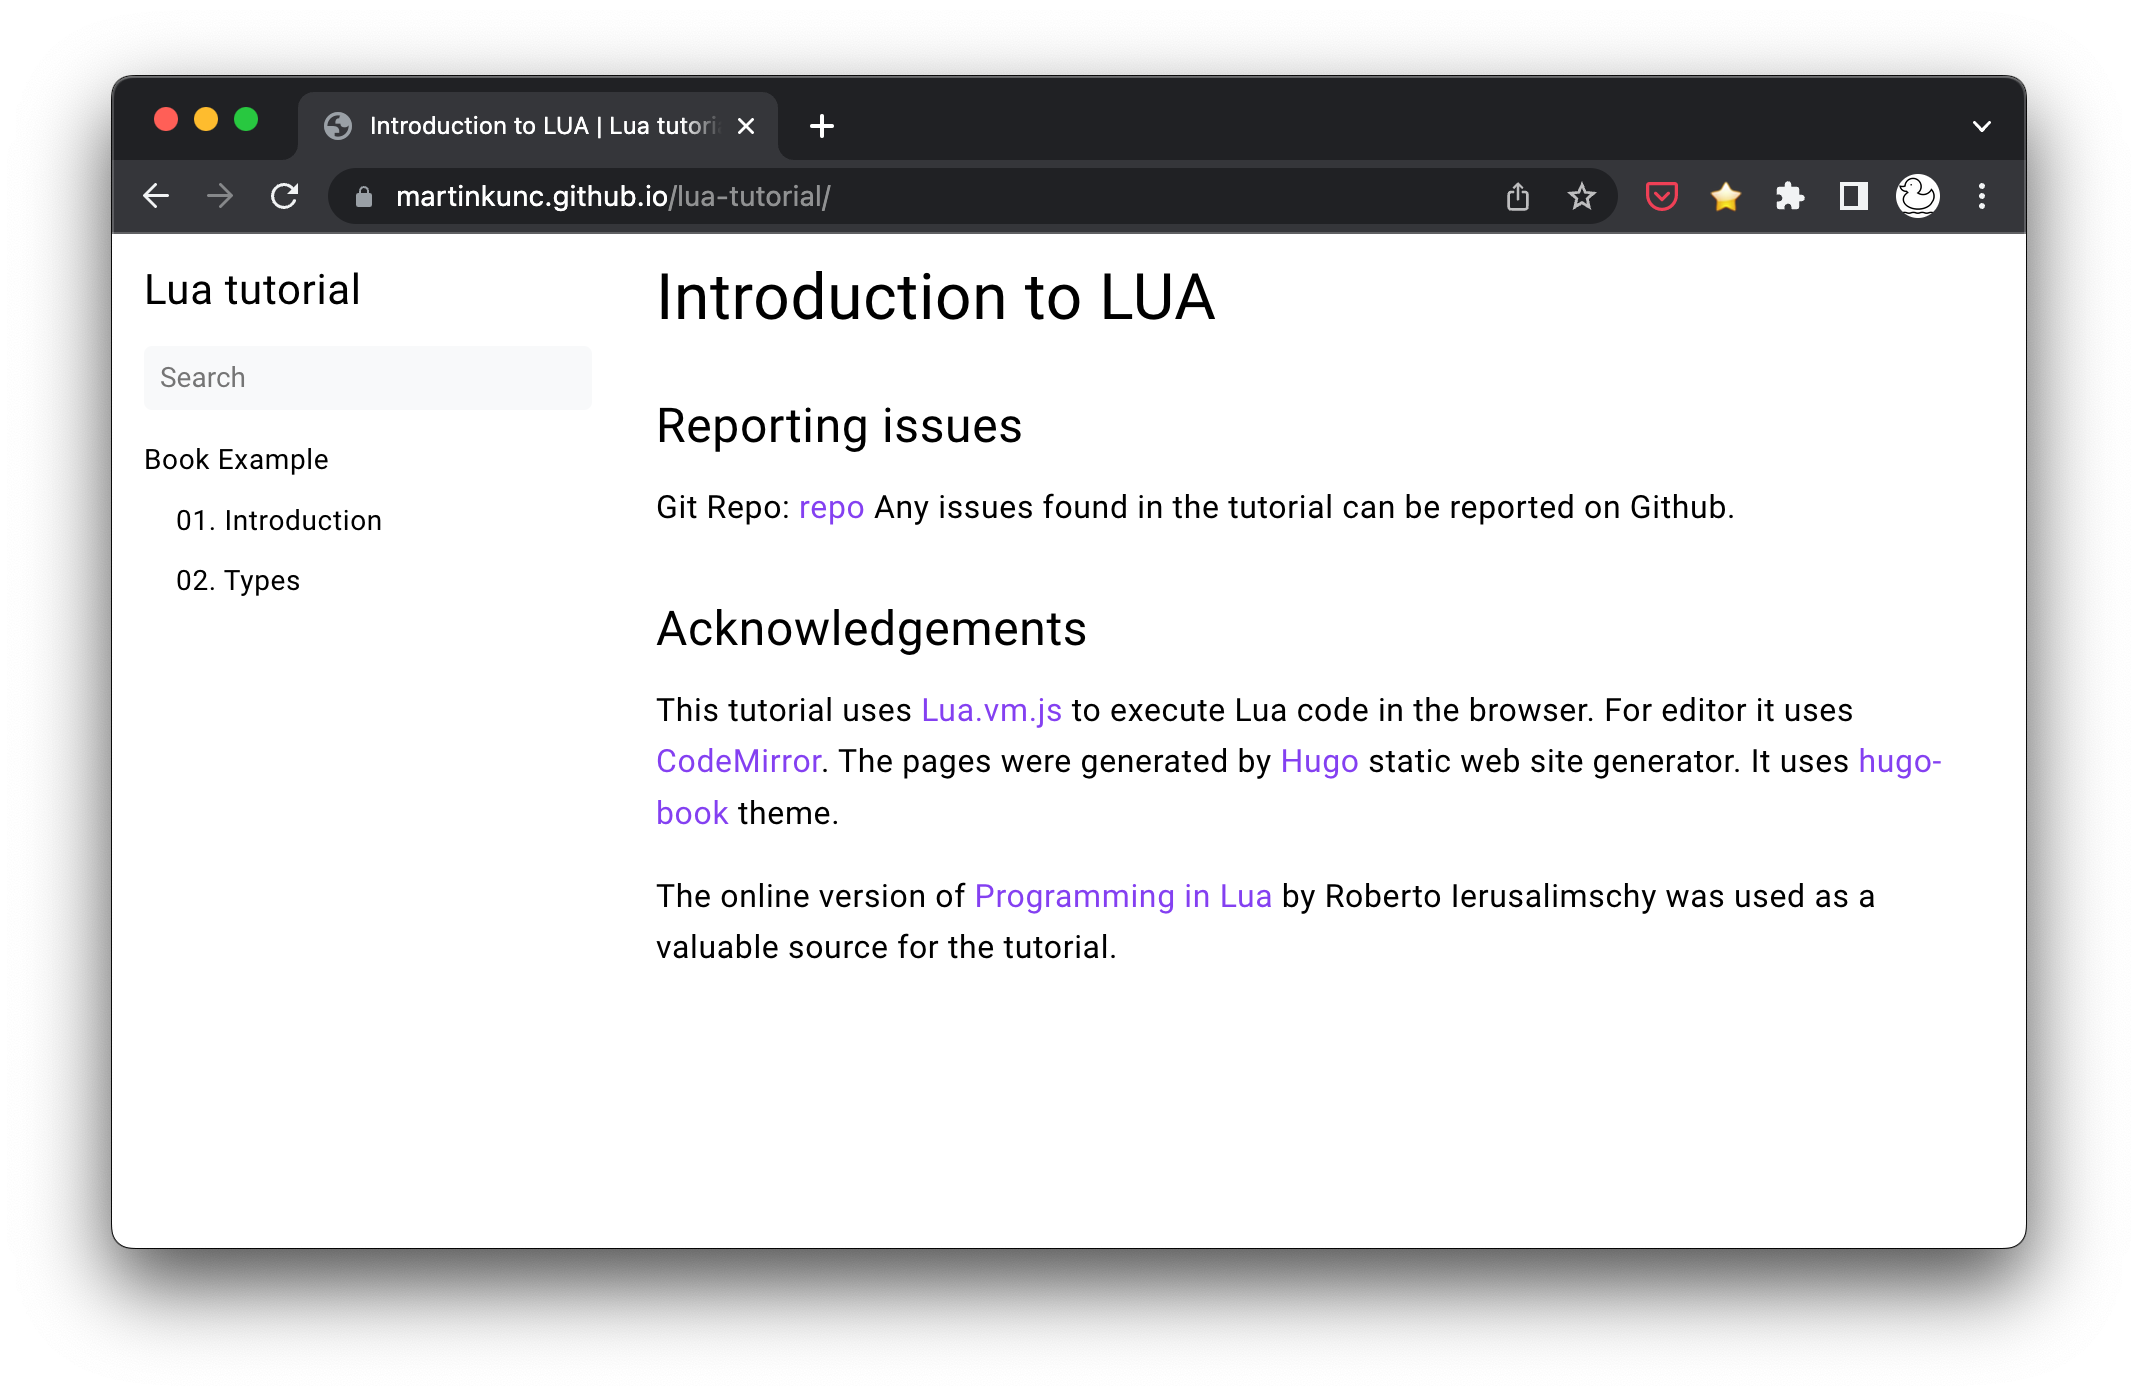 Introduction to LUA | Lua tutori
martinkunc.github.io/lua-tutorial/
Lua tutorial
Search
Book Example
01. Introduction
02. Types
Introduction to LUA
Reporting issues
Git Repo: repo Any issues found in the tutorial can be reported on Github.
Acknowledgements
This tutorial uses Lua.vm.js to execute Lua code in the browser. For editor it uses
CodeMirror. The pages were generated by Hugo static web site generator. It uses hugo-
book theme.
The online version of Programming in Lua by Roberto Ierusalimschy was used as a
valuable source for the tutorial.